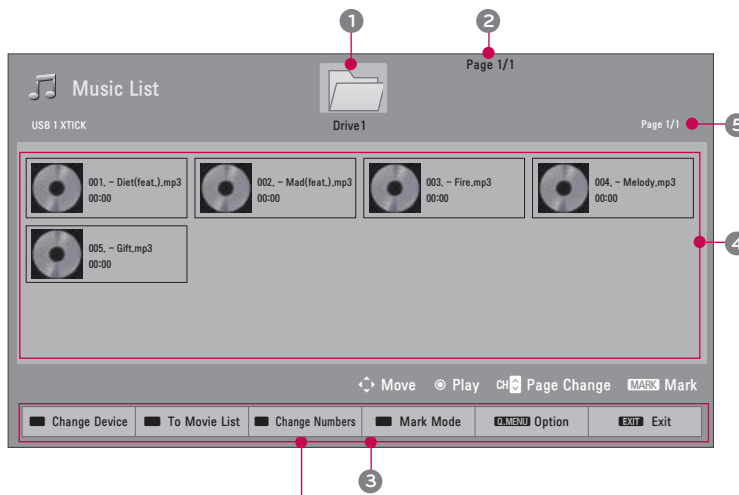 1
2
Page 1/1
Music List
Drive1
USB 1 XTICK
Page 1/1
5
001. - Diet(feat.).mp3
00:00
002. - Mad(feat.).mp3
00:00
003. - Fire.mp3
00:00
004. - Melody.mp3
00:00
4
005. - Gift.mp3
00:00
Move
Play
CH Page Change
MARK Mark
Change Device
To Movie List
Change Numbers
Mark Mode
Q.MENU Option
EXIT Exit
3